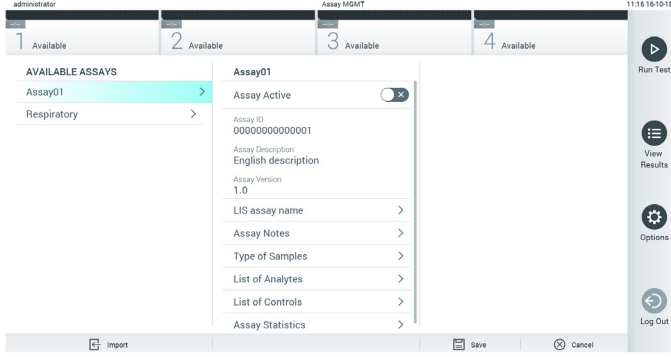 administrator Assay MGMT 11:16 16-10-18
--:-- --:-- --:-- --:--
1 Available 2 Available 3 Available 4 Available
AVAILABLE ASSAYS
Assay01
Respiratory
Assay01
Assay Active
Assay ID
00000000000001
Assay Description
English description
Assay Version
1.0
LIS assay name
Assay Notes
Type of Samples
List of Analytes
List of Controls
Assay Statistics
Run Test
View
Results
Options
Log Out
Import Save Cancel